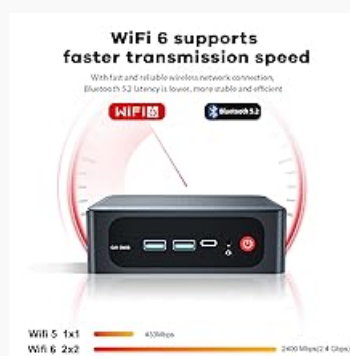 WiFi 6 supports
faster transmission speed
With fast and reliable wireless network connection,
Bluetooth 5.2 latency is lower, more stable and efficient
WiFi 6
Bluetooth 5.2
Wifi 5 1x1
433Mbps
Wifi 6 2x2
2400 Mbps(2.4 Gbps)